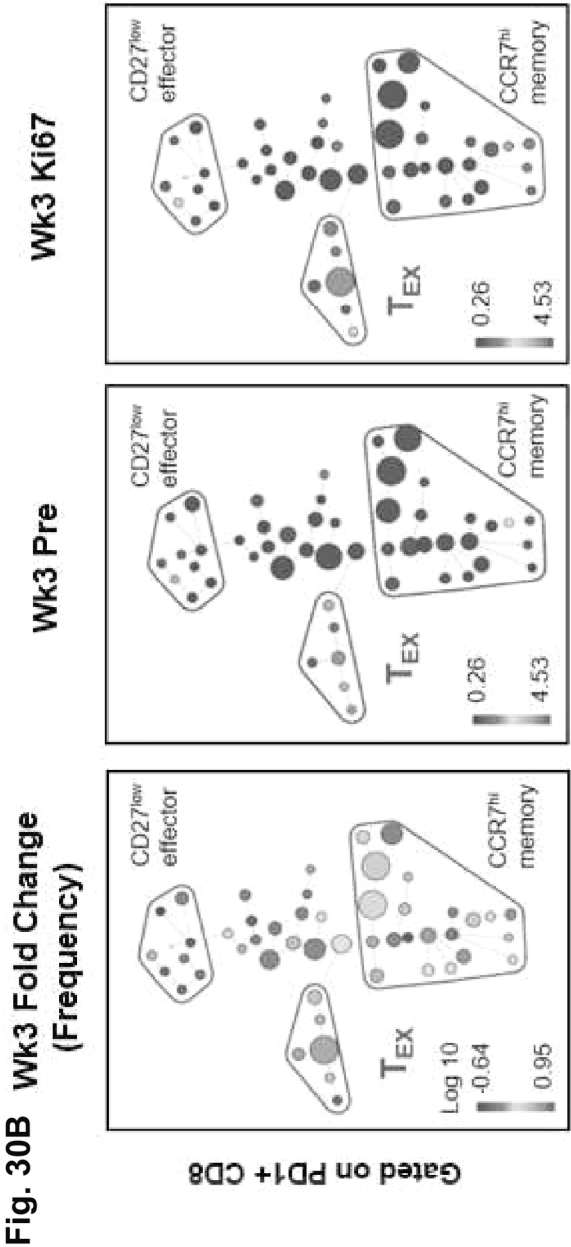 Fig. 30B
Wk3 Fold Change
(Frequency)
Wk3 Pre
Wk3 Ki67
Gated on PD1+ CD8
CD27low
effector
TEX
Log 10
-0.64
0.95
CCR7hi
memory
CD27low
effector
TEX
0.26
4.53
CCR7hi
memory
CD27low
effector
TEX
0.26
4.53
CCR7hi
memory